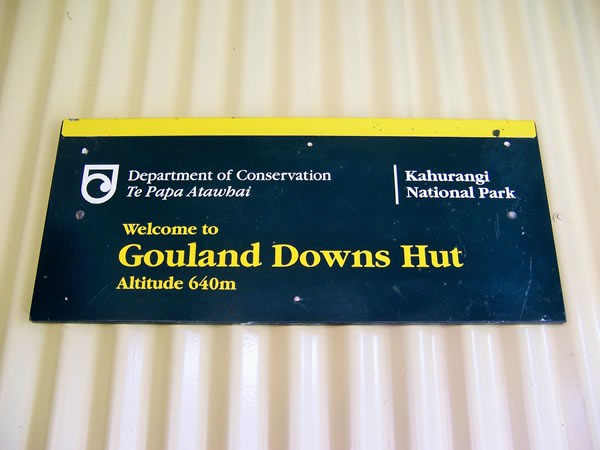 Department of Conservation
Te Papa Atawhai
Kahurangi
National Park
Welcome to
Gouland Downs Hut
Altitude 640m